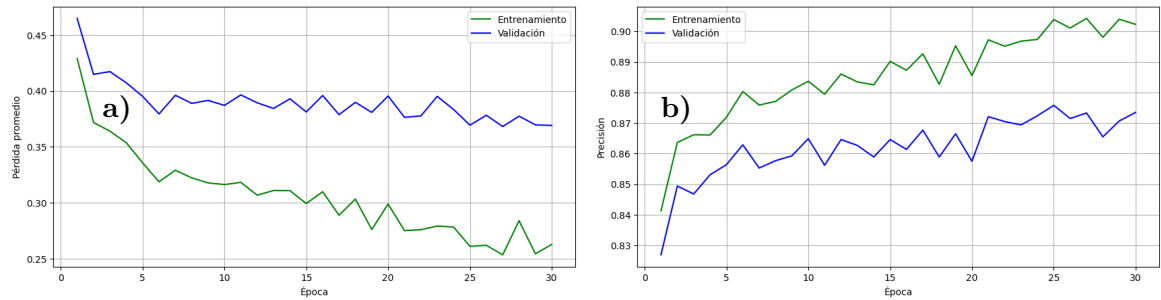 Entrenamiento
Validación
0.45
0.40
0.35
0.30
0.25
a)
Pérdida promedio
0 5 10 15 20 25 30
Época
Entrenamiento
Validación
0.90
0.89
0.88
0.87
0.86
0.85
0.84
0.83
b)
Precisión
0 5 10 15 20 25 30
Época